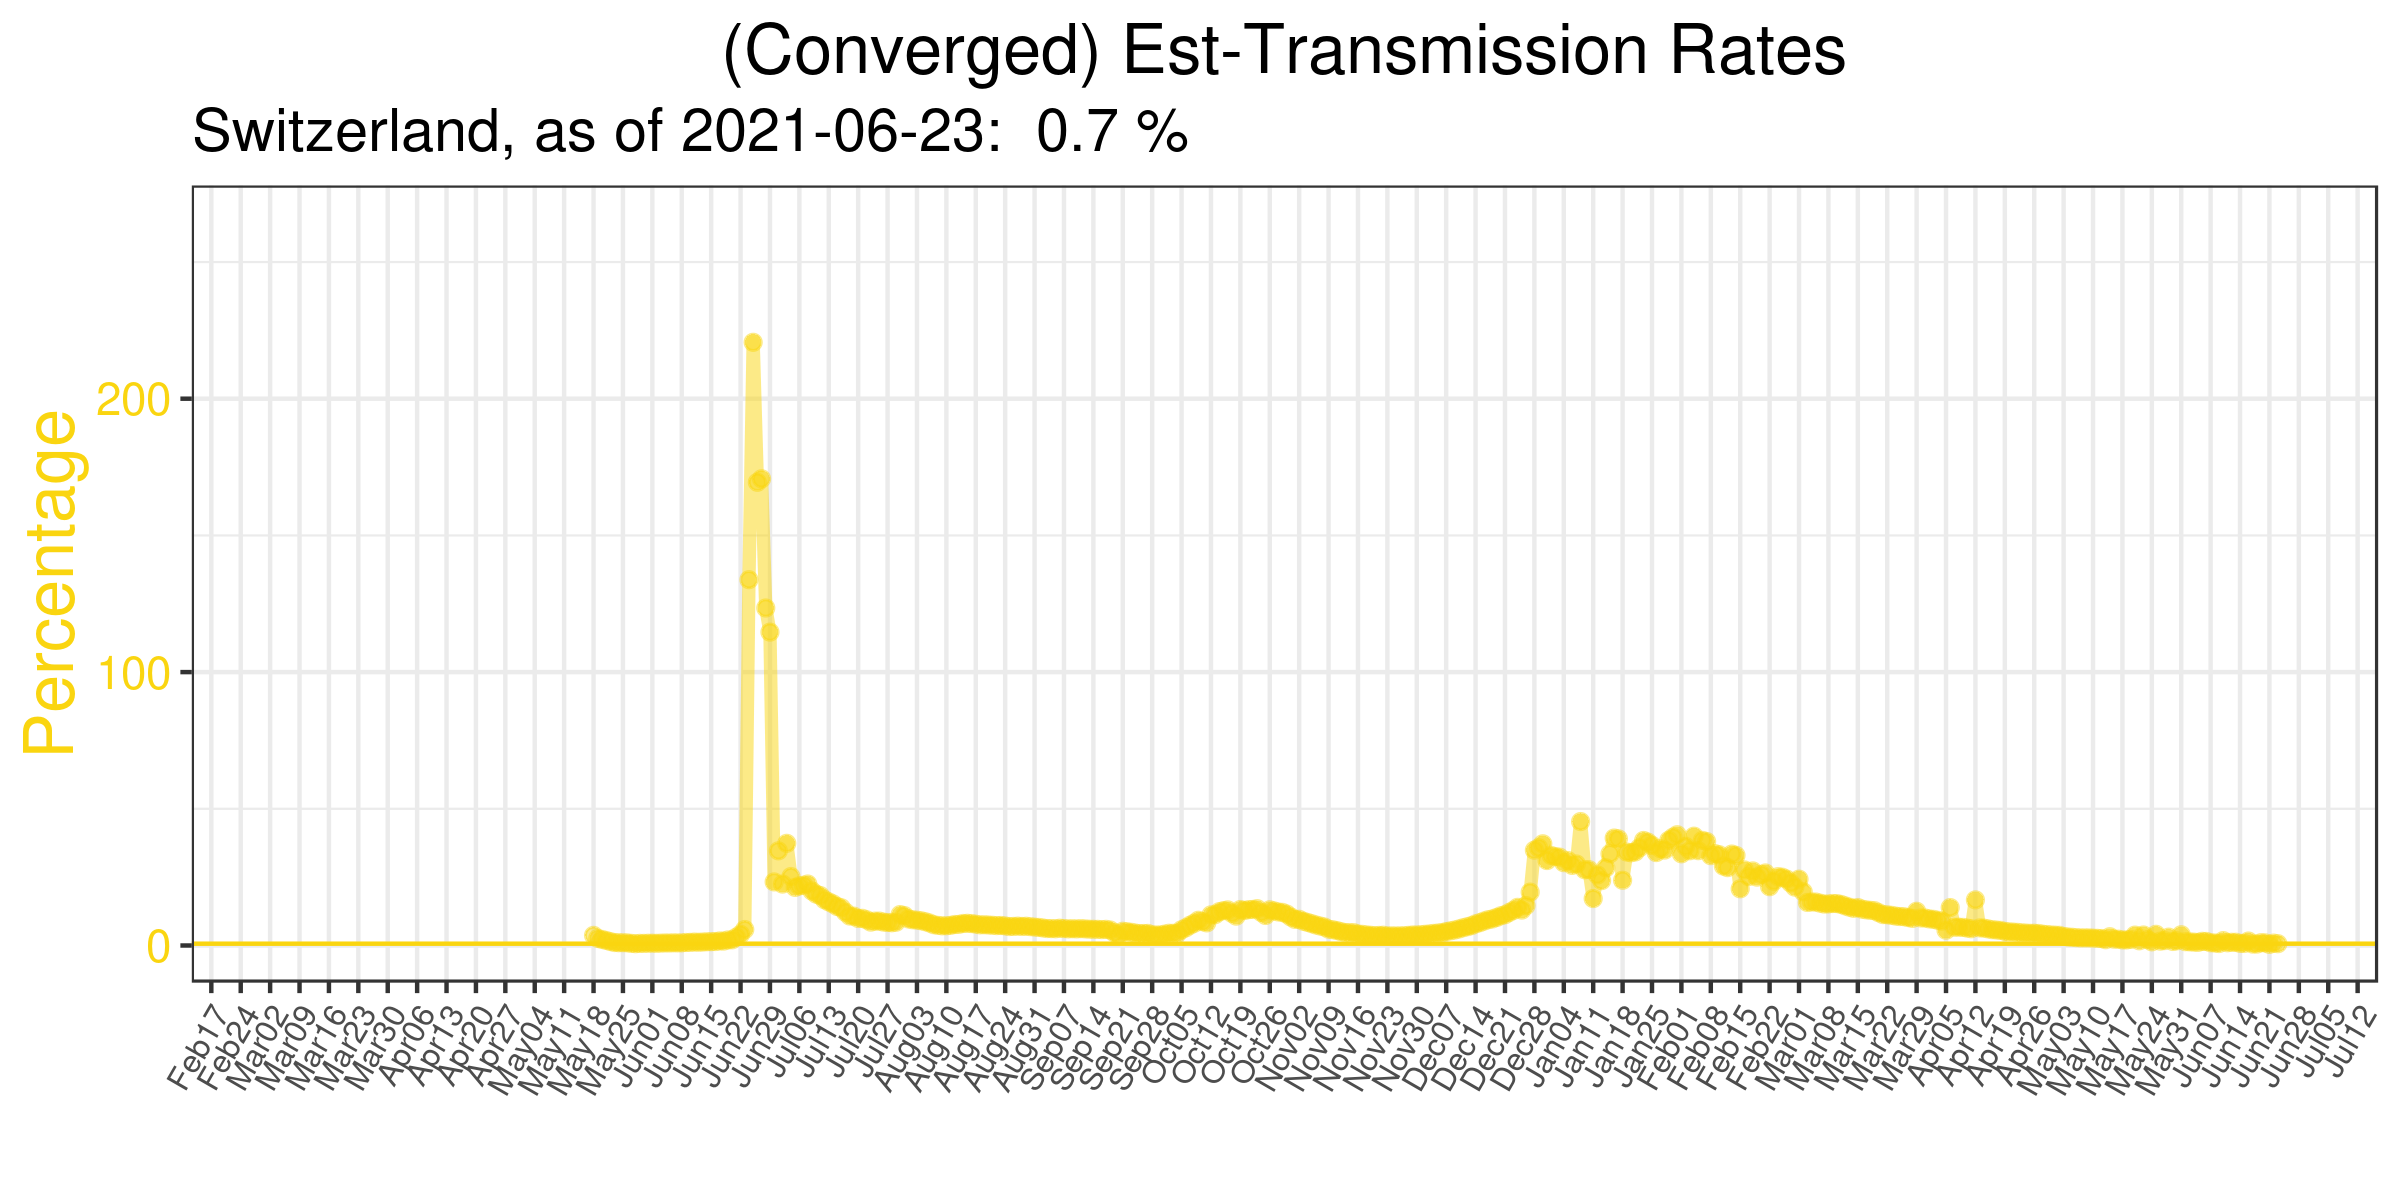 (Converged) Est-Transmission Rates
Switzerland, as of 2021-06-23:  0.7 %
Percentage
200
100
0
Feb17
Feb24
Mar02
Mar09
Mar16
Mar23
Mar30
Apr06
Apr13
Apr20
Apr27
May04
May11
May18
May25
Jun01
Jun08
Jun15
Jun22
Jun29
Jul06
Jul13
Jul20
Jul27
Aug03
Aug10
Aug17
Aug24
Aug31
Sep07
Sep14
Sep21
Sep28
Oct05
Oct12
Oct19
Oct26
Nov02
Nov09
Nov16
Nov23
Nov30
Dec07
Dec14
Dec21
Dec28
Jan04
Jan11
Jan18
Jan25
Feb01
Feb08
Feb15
Feb22
Mar01
Mar08
Mar15
Mar22
Mar29
Apr05
Apr12
Apr19
Apr26
May03
May10
May17
May24
May31
Jun07
Jun14
Jun21
Jun28
Jul05
Jul12